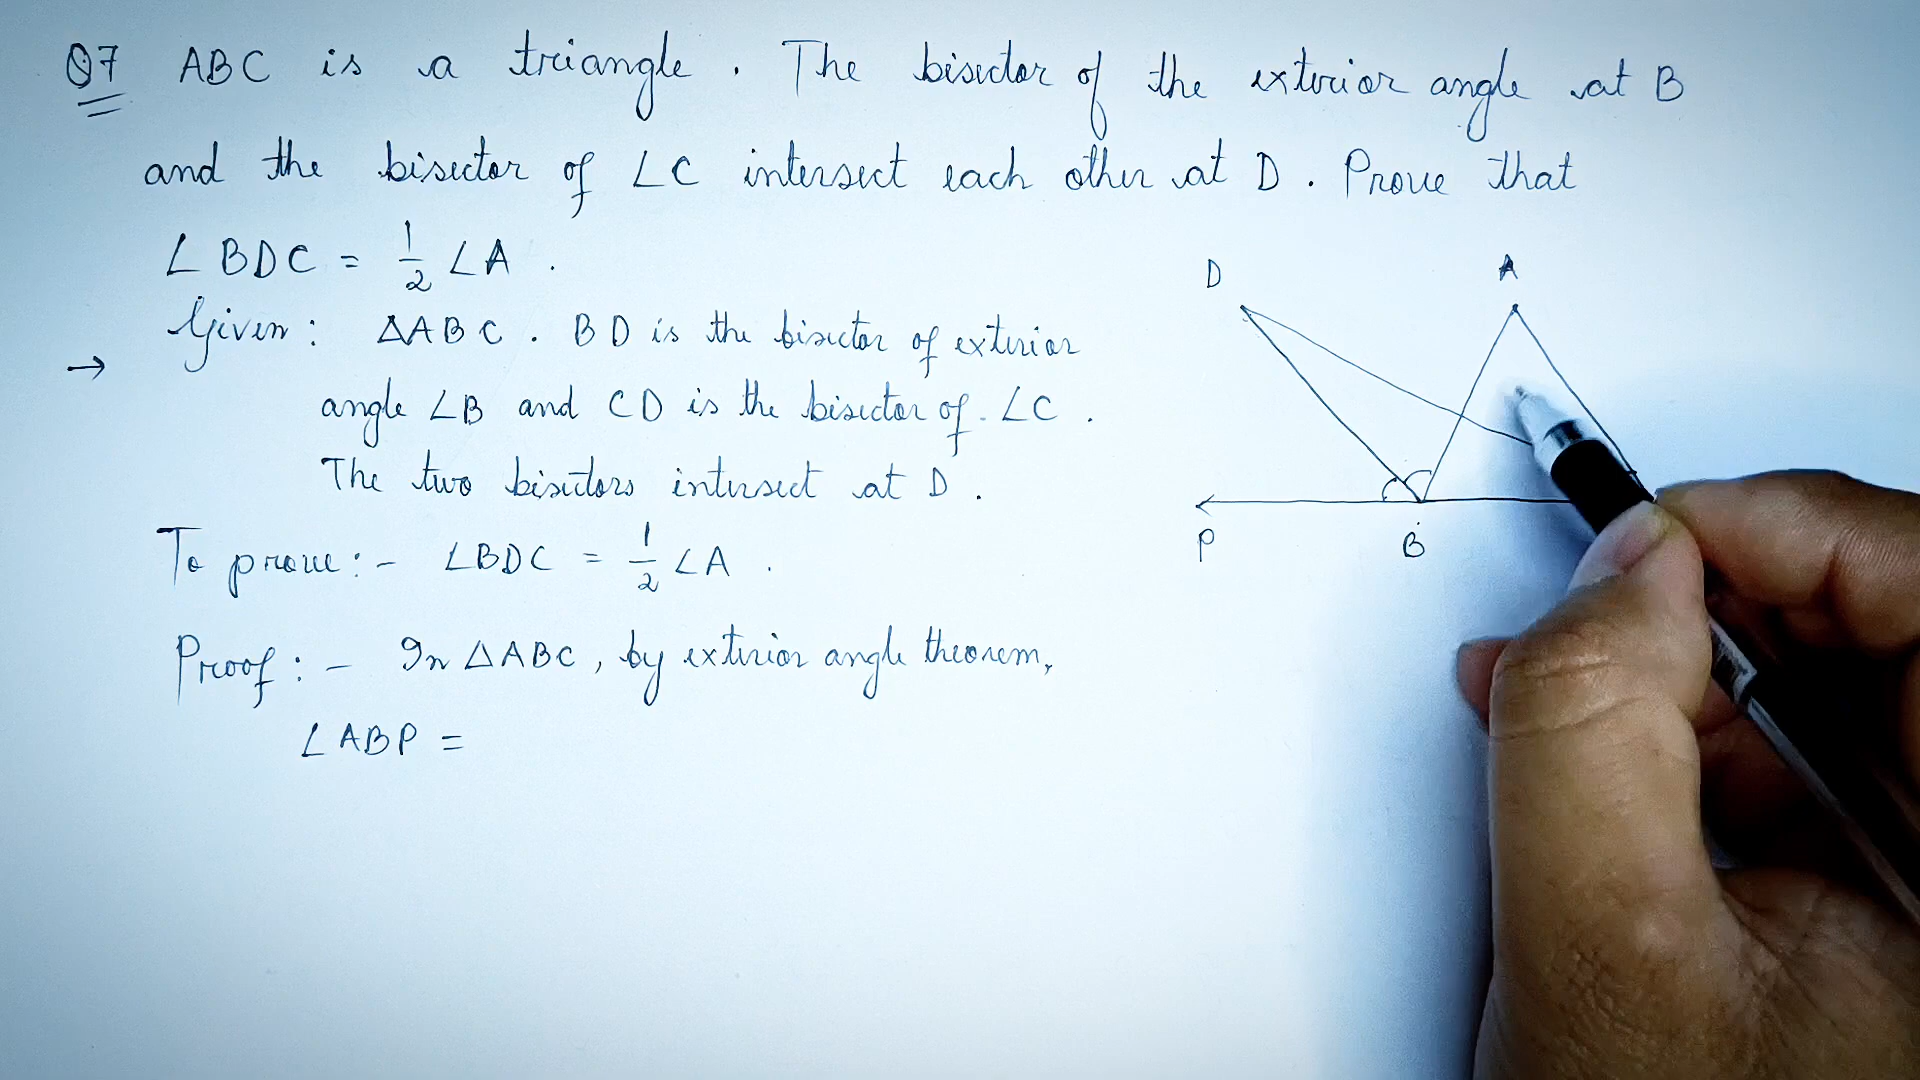 Q7 ABC is a triangle. The bisector of the exterior angle at B
and the bisector of ∠C intersect each other at D. Prove that
∠BDC = 1/2 ∠A.
→ Given: ΔABC. BD is the bisector of exterior
angle ∠B and CD is the bisector of ∠C.
The two bisectors intersect at D.
To prove:- ∠BDC = 1/2 ∠A.
Proof:- In ΔABC, by exterior angle theorem,
∠ABP =
D A
P B